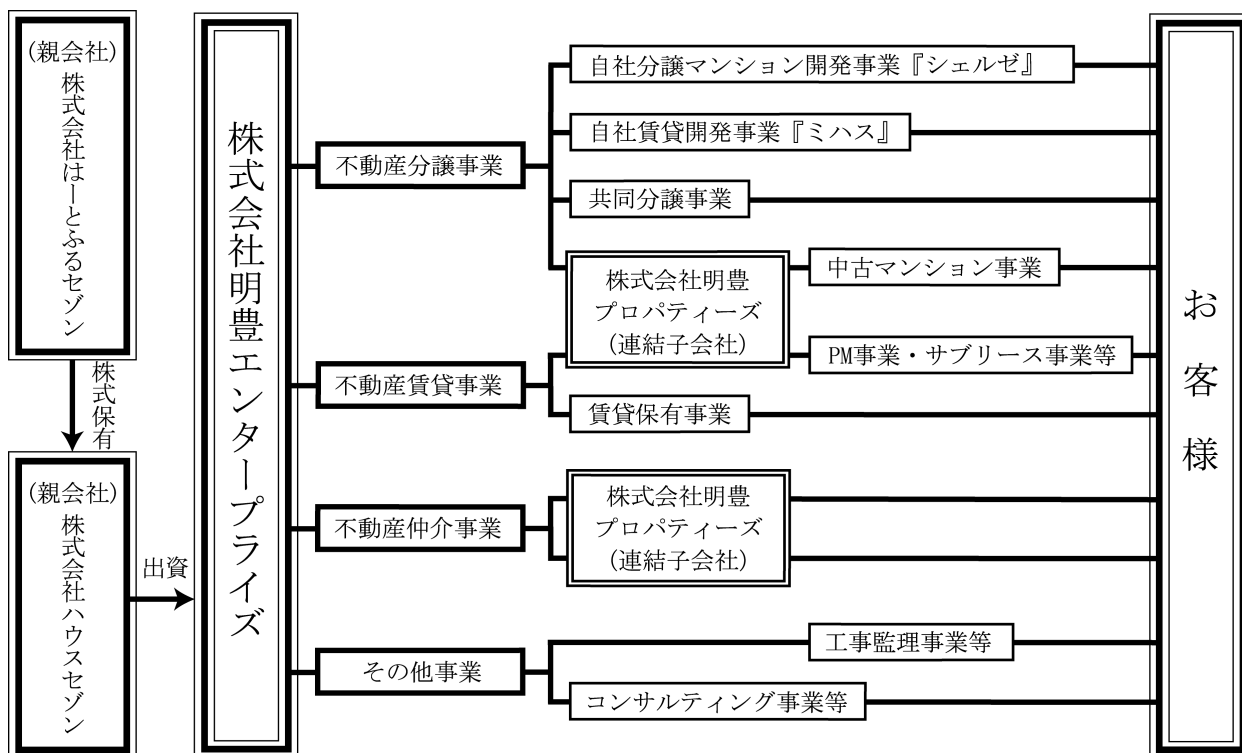 (親会社)
株式会社はーとふるセゾン
株式保有
(親会社)
株式会社ハウスセゾン
出資
株式会社明豊エンタープライズ
不動産分譲事業
自社分譲マンション開発事業『シェルゼ』
自社賃貸開発事業『ミハス』
共同分譲事業
株式会社明豊
プロパティーズ
(連結子会社)
中古マンション事業
PM事業・サブリース事業等
不動産賃貸事業
賃貸保有事業
不動産仲介事業
株式会社明豊
プロパティーズ
(連結子会社)
その他事業
工事監理事業等
コンサルティング事業等
お客様